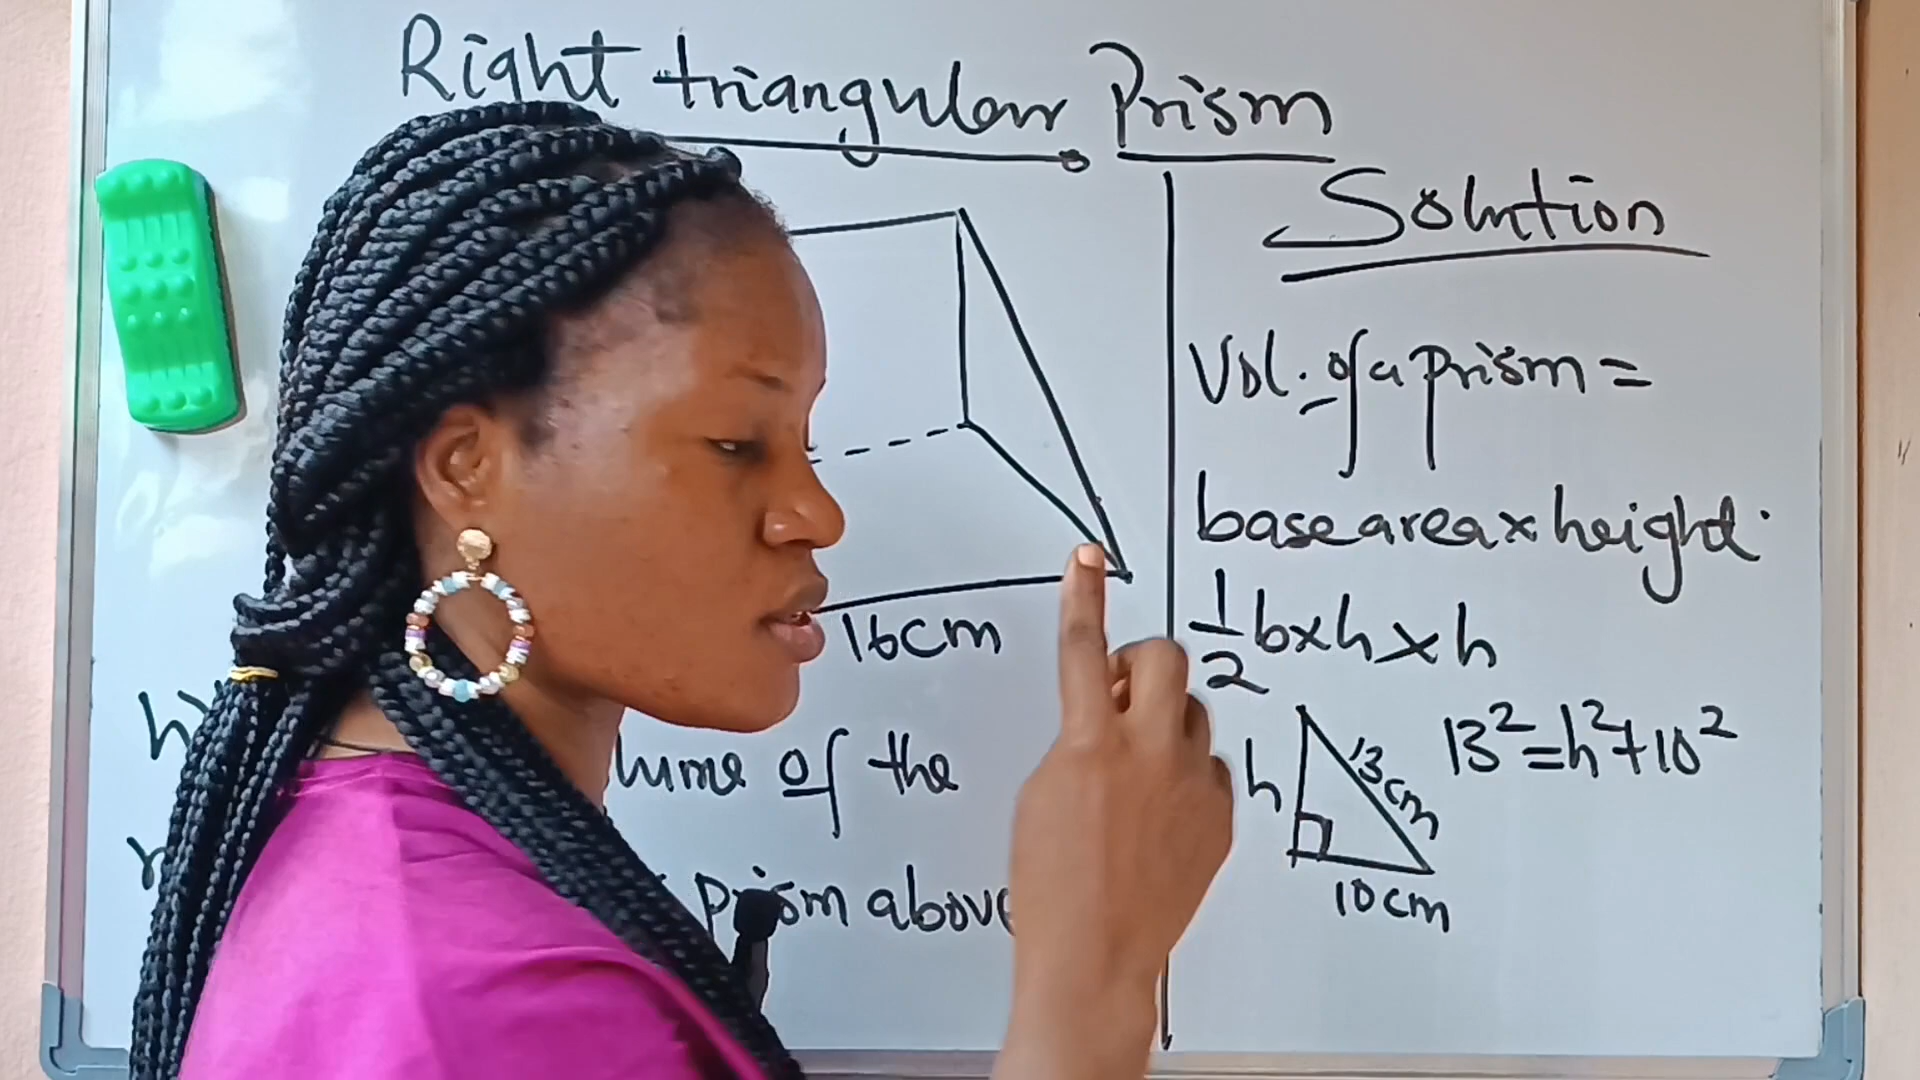 Right triangular Prism
16cm
of the
prism above
Solution
Vol. of a prism =
base area x height.
1/2 b x h x h
h
13cm
10cm
13² = h² + 10²